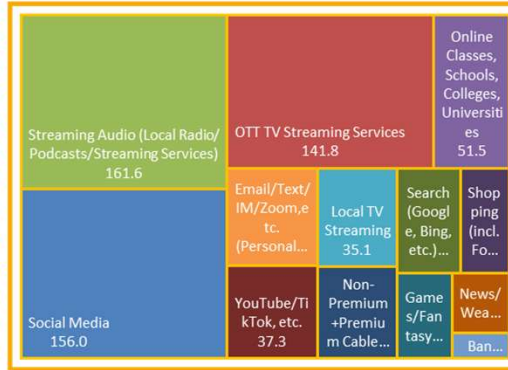 Streaming Audio (Local Radio/
Podcasts/Streaming Services)
161.6
Social Media
156.0
OTT TV Streaming Services
141.8
Online
Classes,
Schools,
Colleges,
Universiti
es
51.5
Email/Text/
IM/Zoom,e
tc.
(Personal...
Local TV
Streaming
35.1
Search
(Googl
e, Bing,
etc.)...
Shop
ping
(incl.
Fo...
YouTube/Ti
kTok, etc.
37.3
Non-
Premium
+Premiu
m Cable...
Game
s/Fan
tasy...
News/
Wea...
Ban...